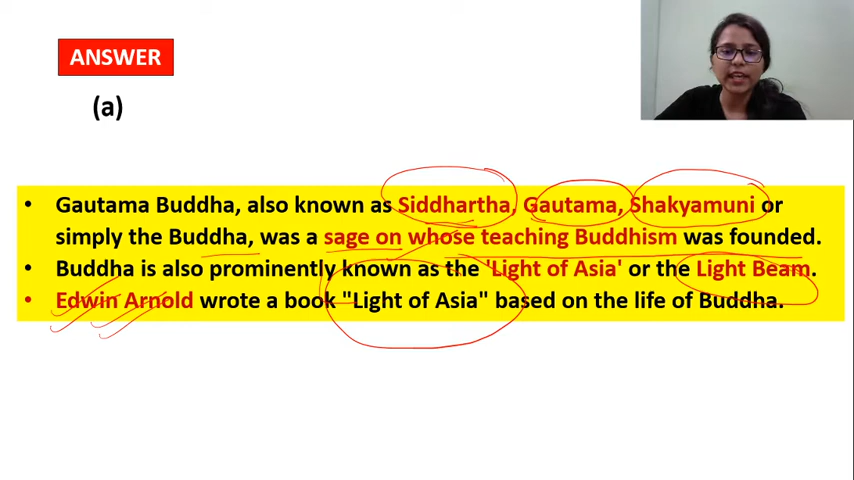 ANSWER
(a)
• Gautama Buddha, also known as Siddhartha, Gautama, Shakyamuni or
simply the Buddha, was a sage on whose teaching Buddhism was founded.
• Buddha is also prominently known as the 'Light of Asia' or the Light Beam.
• Edwin Arnold wrote a book "Light of Asia" based on the life of Buddha.